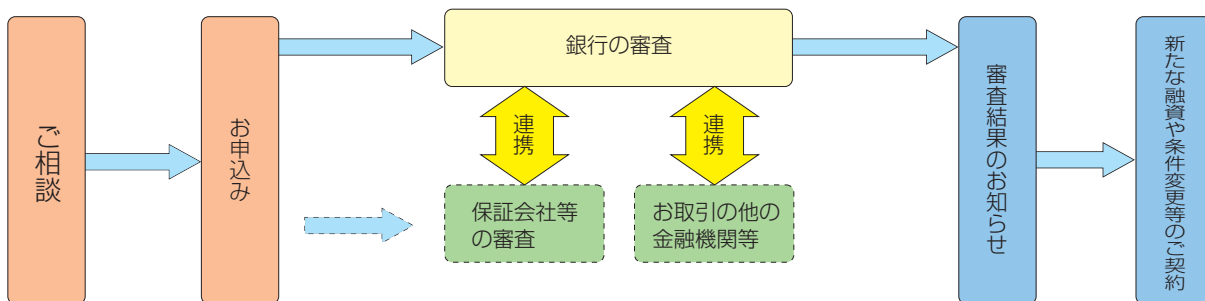 ご相談
お申込み
銀行の審査
連携
連携
保証会社等
の審査
お取引の他の
金融機関等
審査結果のお知らせ
新たな融資や条件変更等のご契約